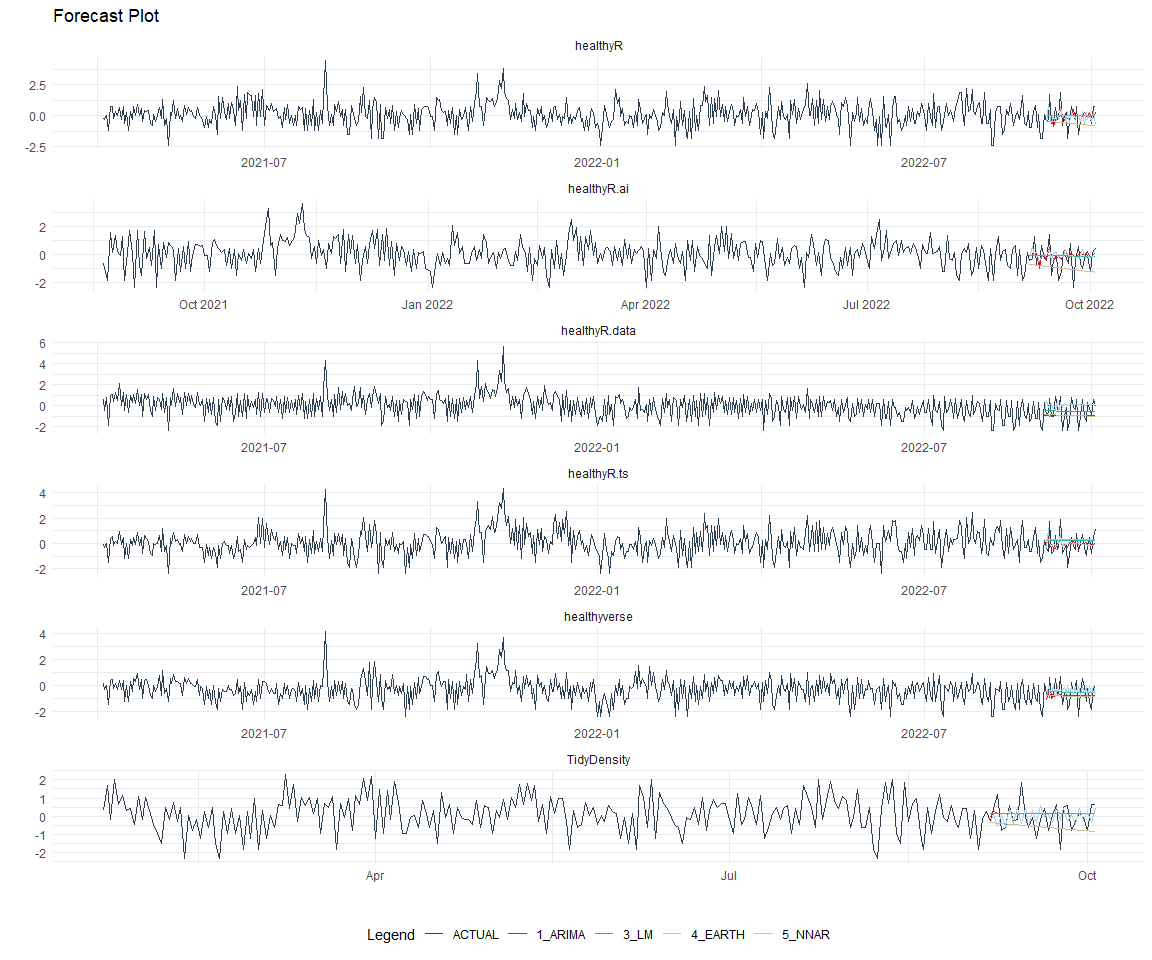 Forecast Plot
healthyR
2.5
0.0
-2.5
2021-07 2022-01 2022-07
healthyR.ai
2
0
-2
Oct 2021 Jan 2022 Apr 2022 Jul 2022 Oct 2022
healthyR.data
6
4
2
0
-2
2021-07 2022-01 2022-07
healthyR.ts
4
2
0
-2
2021-07 2022-01 2022-07
healthyverse
4
2
0
-2
2021-07 2022-01 2022-07
TidyDensity
2
1
0
-1
-2
Apr Jul Oct
Legend ACTUAL 1_ARIMA 3_LM 4_EARTH 5_NNAR